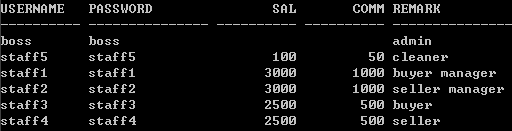 USERNAME PASSWORD SAL COMM REMARK
----------- ------------ ---------- ---------- ---------------
boss boss admin
staff5 staff5 100 50 cleaner
staff1 staff1 3000 1000 buyer manager
staff2 staff2 3000 1000 seller manager
staff3 staff3 2500 500 buyer
staff4 staff4 2500 500 seller